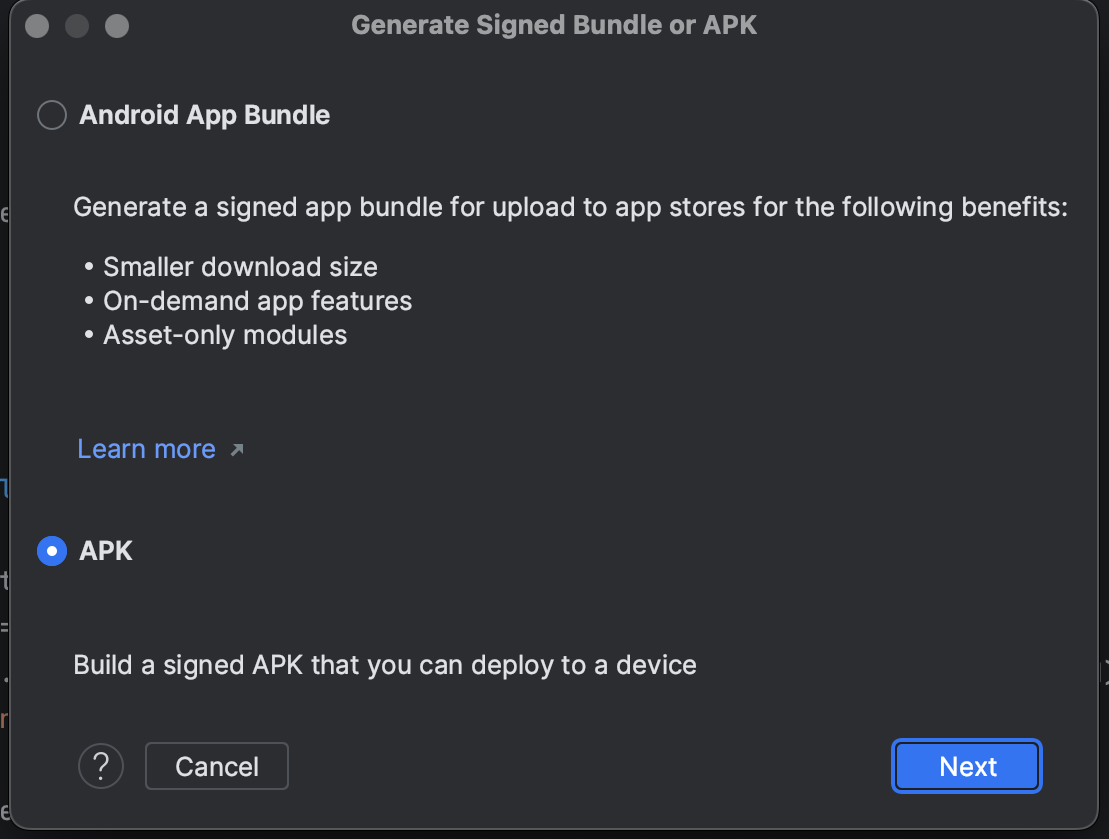 Generate Signed Bundle or APK
Android App Bundle
Generate a signed app bundle for upload to app stores for the following benefits:
• Smaller download size
• On-demand app features
• Asset-only modules
Learn more ↗
APK
Build a signed APK that you can deploy to a device
? Cancel Next